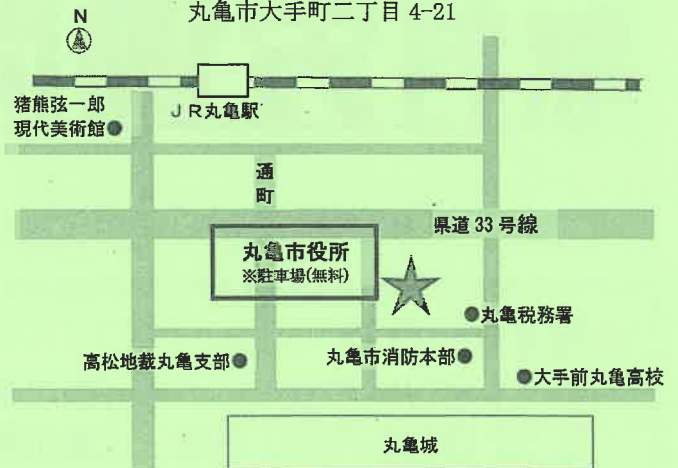 丸亀市大手町二丁目 4-21
N
JR丸亀駅
猪熊弦一郎
現代美術館
通
町
県道 33 号線
丸亀市役所
※駐車場(無料)
丸亀税務署
高松地裁丸亀支部
丸亀市消防本部
大手前丸亀高校
丸亀城